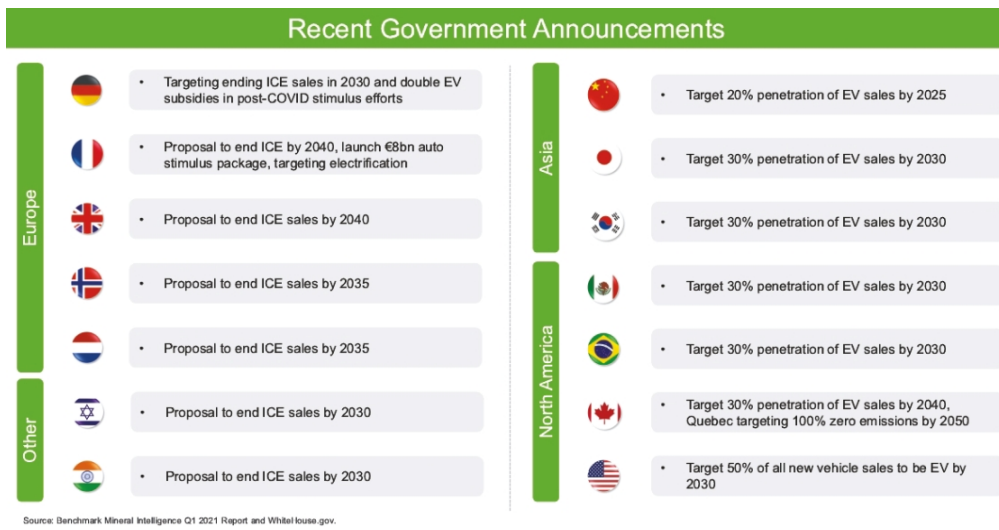 Recent Government Announcements
Europe
• Targeting ending ICE sales in 2030 and double EV
subsidies in post-COVID stimulus efforts
• Proposal to end ICE by 2040, launch €8bn auto
stimulus package, targeting electrification
• Proposal to end ICE sales by 2040
• Proposal to end ICE sales by 2035
• Proposal to end ICE sales by 2035
Other
• Proposal to end ICE sales by 2030
• Proposal to end ICE sales by 2030
Asia
• Target 20% penetration of EV sales by 2025
• Target 30% penetration of EV sales by 2030
• Target 30% penetration of EV sales by 2030
North America
• Target 30% penetration of EV sales by 2030
• Target 30% penetration of EV sales by 2030
• Target 30% penetration of EV sales by 2040,
Quebec targeting 100% zero emissions by 2050
• Target 50% of all new vehicle sales to be EV by
2030
Source: Benchmark Mineral Intelligence Q1 2021 Report and WhiteHouse.gov.